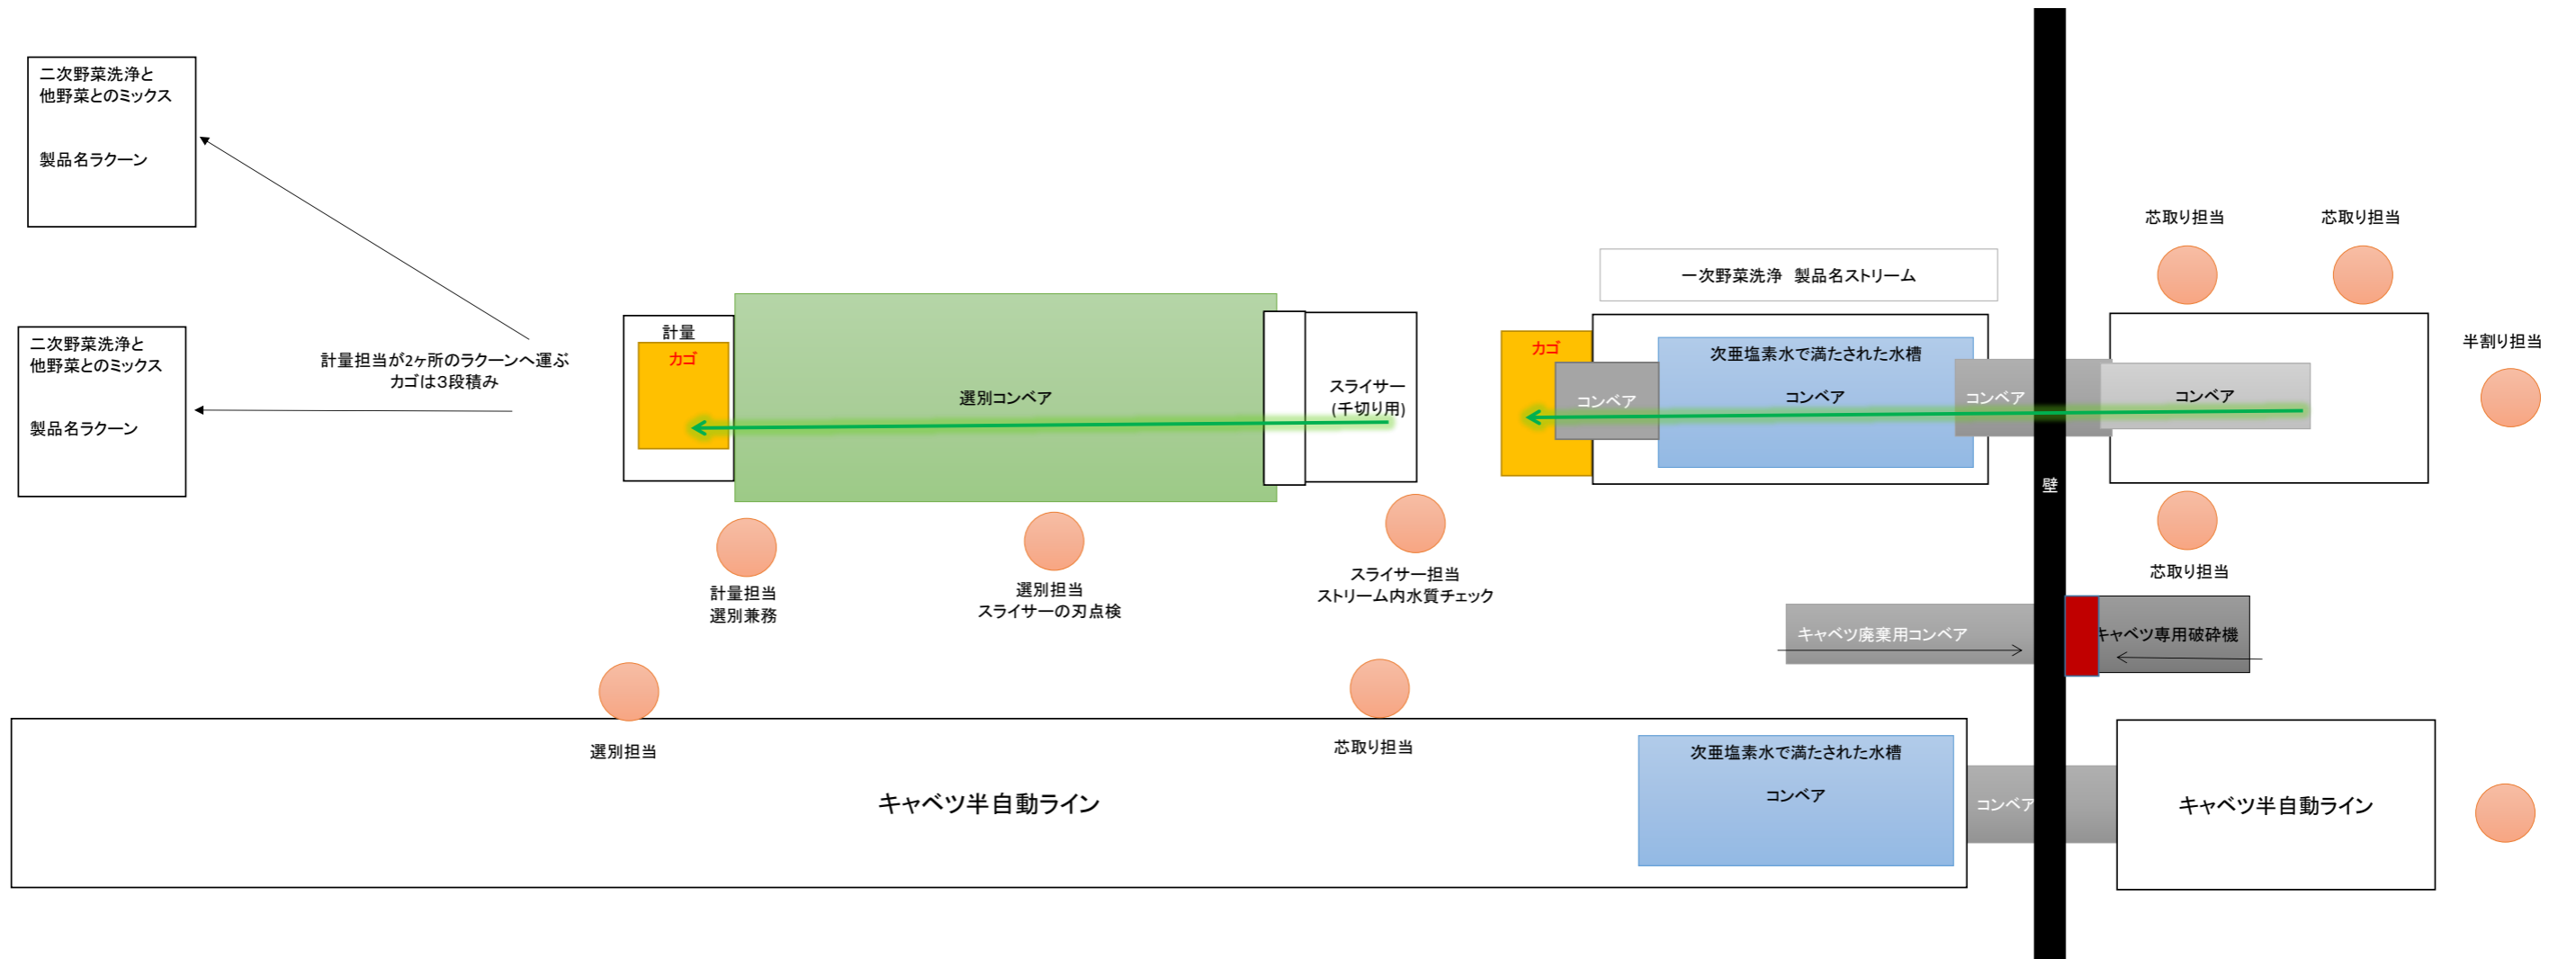 二次野菜洗浄と
他野菜とのミックス
製品名ラクーン
二次野菜洗浄と
他野菜とのミックス
製品名ラクーン
計量担当が2ヶ所のラクーンへ運ぶ
カゴは3段積み
計量
カゴ
選別コンベア
スライサー
(千切り用)
計量担当
選別兼務
選別担当
スライサーの刃点検
スライサー担当
ストリーム内水質チェック
一次野菜洗浄 製品名ストリーム
カゴ
コンベア
次亜塩素水で満たされた水槽
コンベア
コンベア
壁
コンベア
芯取り担当
芯取り担当
半割り担当
芯取り担当
キャベツ廃棄用コンベア
キャベツ専用破砕機
選別担当
芯取り担当
キャベツ半自動ライン
次亜塩素水で満たされた水槽
コンベア
コンベア
キャベツ半自動ライン